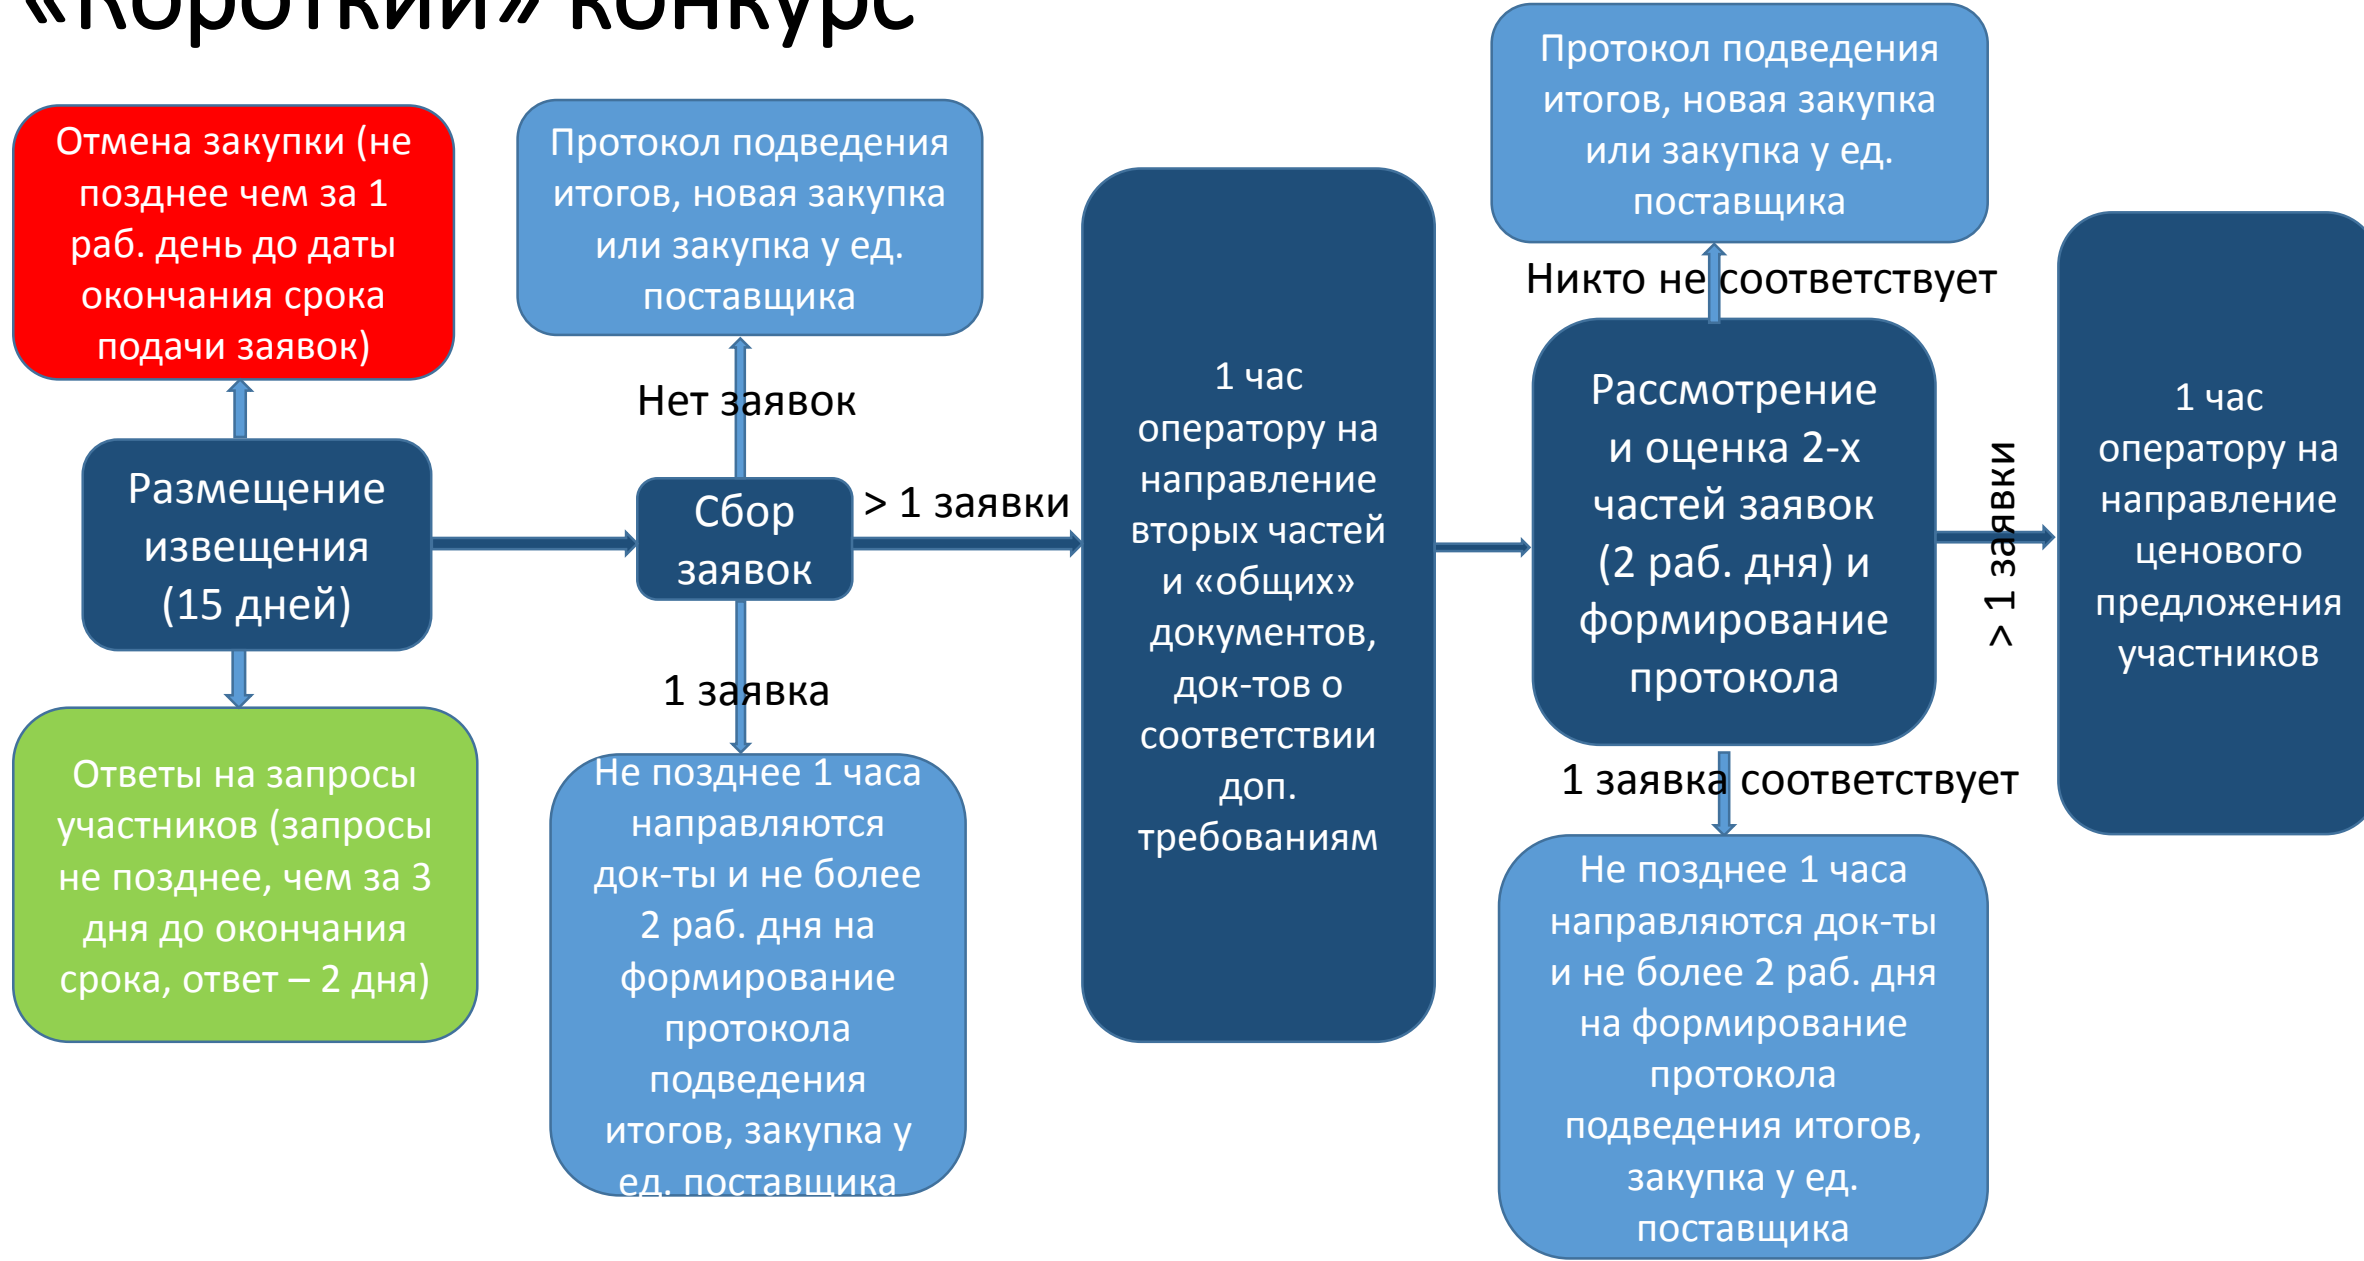 «Короткий» конкурс
Отмена закупки (не
позднее чем за 1
раб. день до даты
окончания срока
подачи заявок)
Размещение
извещения
(15 дней)
Ответы на запросы
участников (запросы
не позднее, чем за 3
дня до окончания
срока, ответ – 2 дня)
Протокол подведения
итогов, новая закупка
или закупка у ед.
поставщика
Нет заявок
Сбор
заявок
> 1 заявки
1 заявка
Не позднее 1 часа
направляются
док-ты и не более
2 раб. дня на
формирование
протокола
подведения
итогов, закупка у
ед. поставщика
1 час
оператору на
направление
вторых частей
и «общих»
документов,
док-тов о
соответствии
доп.
требованиям
Протокол подведения
итогов, новая закупка
или закупка у ед.
поставщика
Никто не соответствует
Рассмотрение
и оценка 2-х
частей заявок
(2 раб. дня) и
формирование
протокола
> 1 заявки
1 заявка соответствует
Не позднее 1 часа
направляются док-ты
и не более 2 раб. дня
на формирование
протокола
подведения итогов,
закупка у ед.
поставщика
1 час
оператору на
направление
ценового
предложения
участников